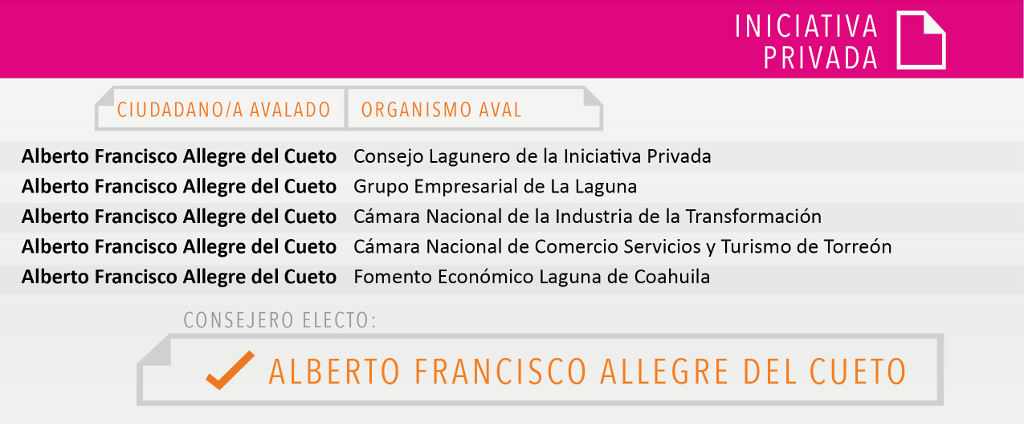 INICIATIVA
PRIVADA
CIUDADANO/A AVALADO ORGANISMO AVAL
Alberto Francisco Allegre del Cueto Consejo Lagunero de la Iniciativa Privada
Alberto Francisco Allegre del Cueto Grupo Empresarial de La Laguna
Alberto Francisco Allegre del Cueto Cámara Nacional de la Industria de la Transformación
Alberto Francisco Allegre del Cueto Cámara Nacional de Comercio Servicios y Turismo de Torreón
Alberto Francisco Allegre del Cueto Fomento Económico Laguna de Coahuila
CONSEJERO ELECTO:
ALBERTO FRANCISCO ALLEGRE DEL CUETO